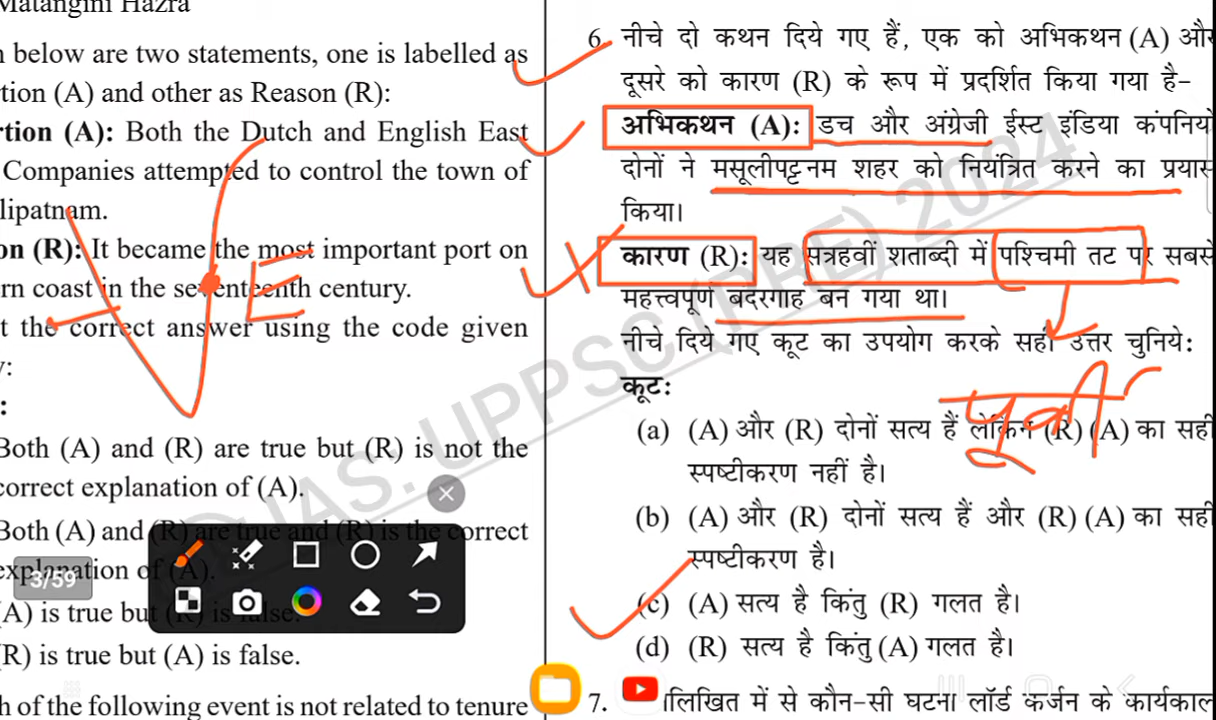 Matangini Hazra
below are two statements, one is labelled as
tion (A) and other as Reason (R):
rtion (A): Both the Dutch and English East
Companies attempted to control the town of
lipatnam.
on (R): It became the most important port on
rn coast in the seventeenth century.
t the correct answer using the code given
:
Both (A) and (R) are true but (R) is not the
correct explanation of (A).
Both (A) and (R) are true and (R) is the correct
explanation of (A).
(A) is true but (R) is false.
(R) is true but (A) is false.
h of the following event is not related to tenure
E
3/59
6. नीचे दो कथन दिये गए हैं, एक को अभिकथन (A) और
दूसरे को कारण (R) के रूप में प्रदर्शित किया गया है-
अभिकथन (A): डच और अंग्रेजी ईस्ट इंडिया कंपनियों
दोनों ने मसूलीपट्टनम शहर को नियंत्रित करने का प्रयास
किया।
कारण (R): यह सत्रहवीं शताब्दी में पश्चिमी तट पर सबसे
महत्त्वपूर्ण बंदरगाह बन गया था।
नीचे दिये गए कूट का उपयोग करके सही उत्तर चुनिये:
कूट:
पूर्वी
(a) (A) और (R) दोनों सत्य हैं लेकिन (R) (A) का सही
स्पष्टीकरण नहीं है।
(b) (A) और (R) दोनों सत्य हैं और (R) (A) का सही
स्पष्टीकरण है।
(c) (A) सत्य है किंतु (R) गलत है।
(d) (R) सत्य है किंतु (A) गलत है।
7. लिखित में से कौन-सी घटना लॉर्ड कर्जन के कार्यकाल
IAS. UPPSC (PRE) 2024